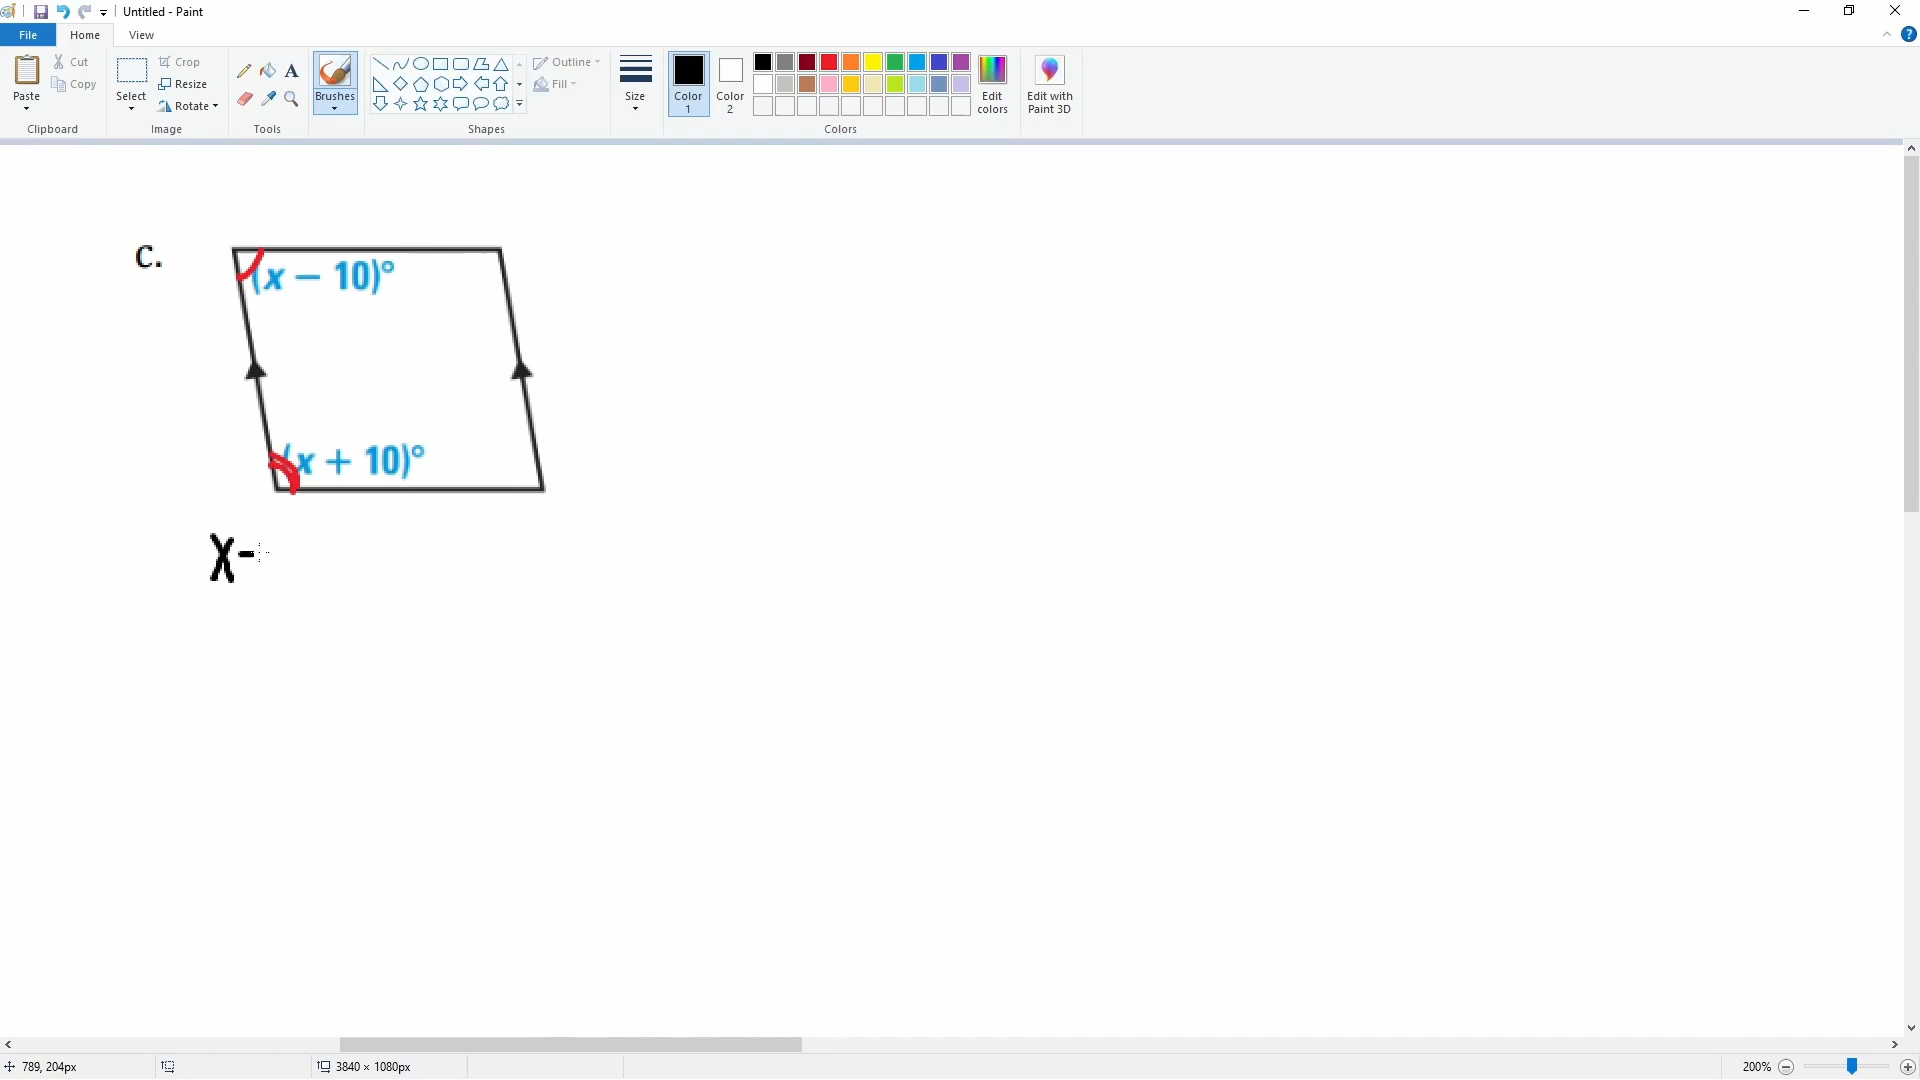 Untitled - Paint
File Home View
Paste
Cut
Copy
Clipboard
Select
Crop
Resize
Rotate
Image
Tools
Brushes
Outline
Fill
Shapes
Size
Color 1
Color 2
Edit colors
Colors
Edit with Paint 3D
C.
(x − 10)°
(x + 10)°
X-
789, 204px
3840 × 1080px
200%